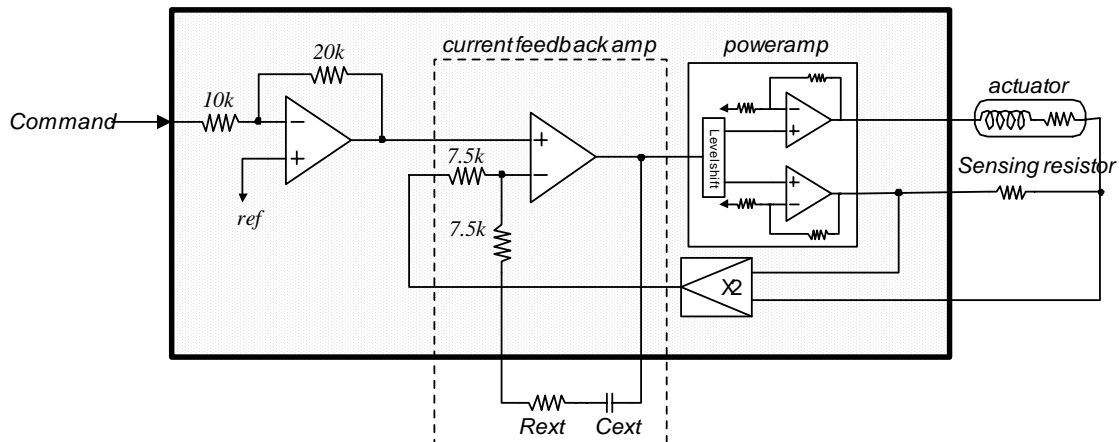 current feedback amp
poweramp
20k
actuator
10k
Command
7.5k
Levelshift
Sensing resistor
ref
7.5k
X2
Rext
Cext